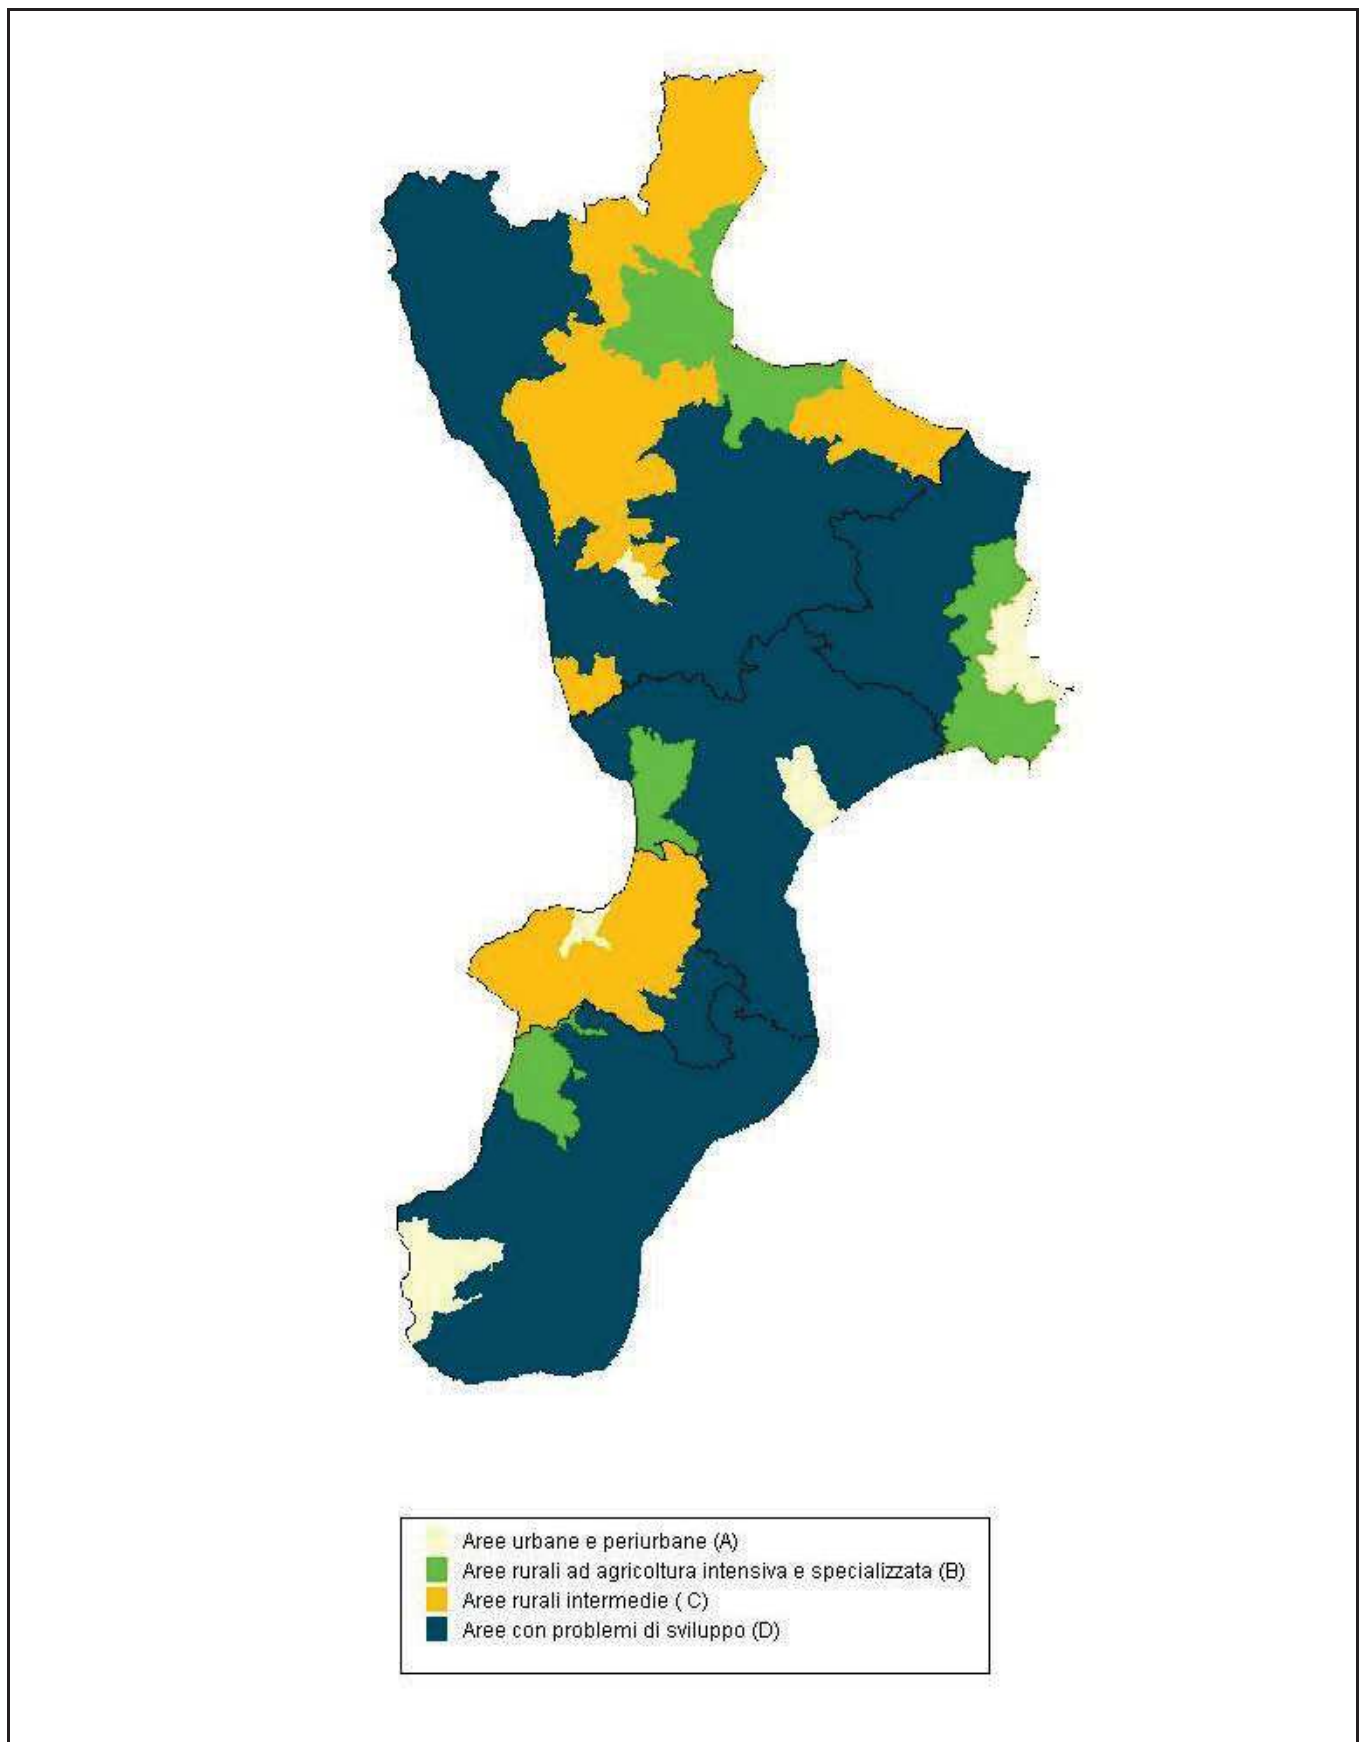 Aree urbane e periurbane (A)
Aree rurali ad agricoltura intensiva e specializzata (B)
Aree rurali intermedie ( C)
Aree con problemi di sviluppo (D)